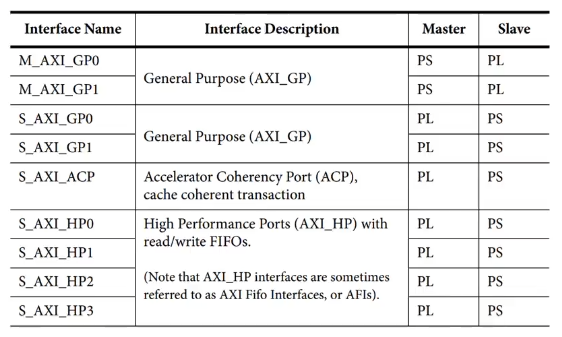 Interface Name Interface Description Master Slave
M_AXI_GP0 General Purpose (AXI_GP) PS PL
M_AXI_GP1 PS PL
S_AXI_GP0 General Purpose (AXI_GP) PL PS
S_AXI_GP1 PL PS
S_AXI_ACP Accelerator Coherency Port (ACP), PL PS
cache coherent transaction
S_AXI_HP0 High Performance Ports (AXI_HP) with PL PS
read/write FIFOs.
S_AXI_HP1 PL PS
S_AXI_HP2 (Note that AXI_HP interfaces are sometimes PL PS
referred to as AXI Fifo Interfaces, or AFIs).
S_AXI_HP3 PL PS